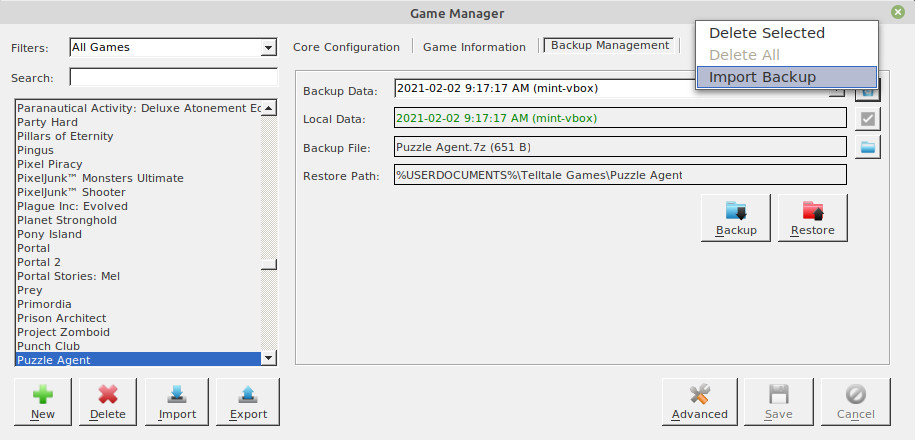 Game Manager
Filters:
All Games
Search:
Core Configuration
Game Information
Backup Management
Delete Selected
Delete All
Import Backup
Paranautical Activity: Deluxe Atonement Ec
Party Hard
Pillars of Eternity
Pingus
Pixel Piracy
PixelJunk™ Monsters Ultimate
PixelJunk™ Shooter
Plague Inc: Evolved
Planet Stronghold
Pony Island
Portal
Portal 2
Portal Stories: Mel
Prey
Primordia
Prison Architect
Project Zomboid
Punch Club
Puzzle Agent
Backup Data: 2021-02-02 9:17:17 AM (mint-vbox)
Local Data: 2021-02-02 9:17:17 AM (mint-vbox)
Backup File: Puzzle Agent.7z (651 B)
Restore Path: %USERDOCUMENTS%\Telltale Games\Puzzle Agent
Backup
Restore
New
Delete
Import
Export
Advanced
Save
Cancel